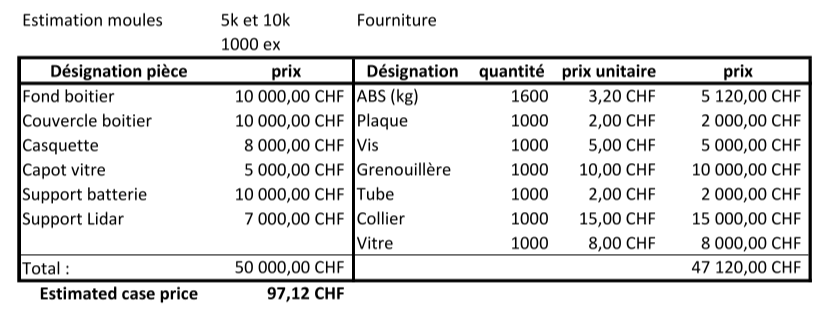 Estimation moules 5k et 10k Fourniture
1000 ex
Désignation pièce prix Désignation quantité prix unitaire prix
Fond boitier 10 000,00 CHF ABS (kg) 1600 3,20 CHF 5 120,00 CHF
Couvercle boitier 10 000,00 CHF Plaque 1000 2,00 CHF 2 000,00 CHF
Casquette 8 000,00 CHF Vis 1000 5,00 CHF 5 000,00 CHF
Capot vitre 5 000,00 CHF Grenouillère 1000 10,00 CHF 10 000,00 CHF
Support batterie 10 000,00 CHF Tube 1000 2,00 CHF 2 000,00 CHF
Support Lidar 7 000,00 CHF Collier 1000 15,00 CHF 15 000,00 CHF
Vitre 1000 8,00 CHF 8 000,00 CHF
Total : 50 000,00 CHF 47 120,00 CHF
Estimated case price 97,12 CHF